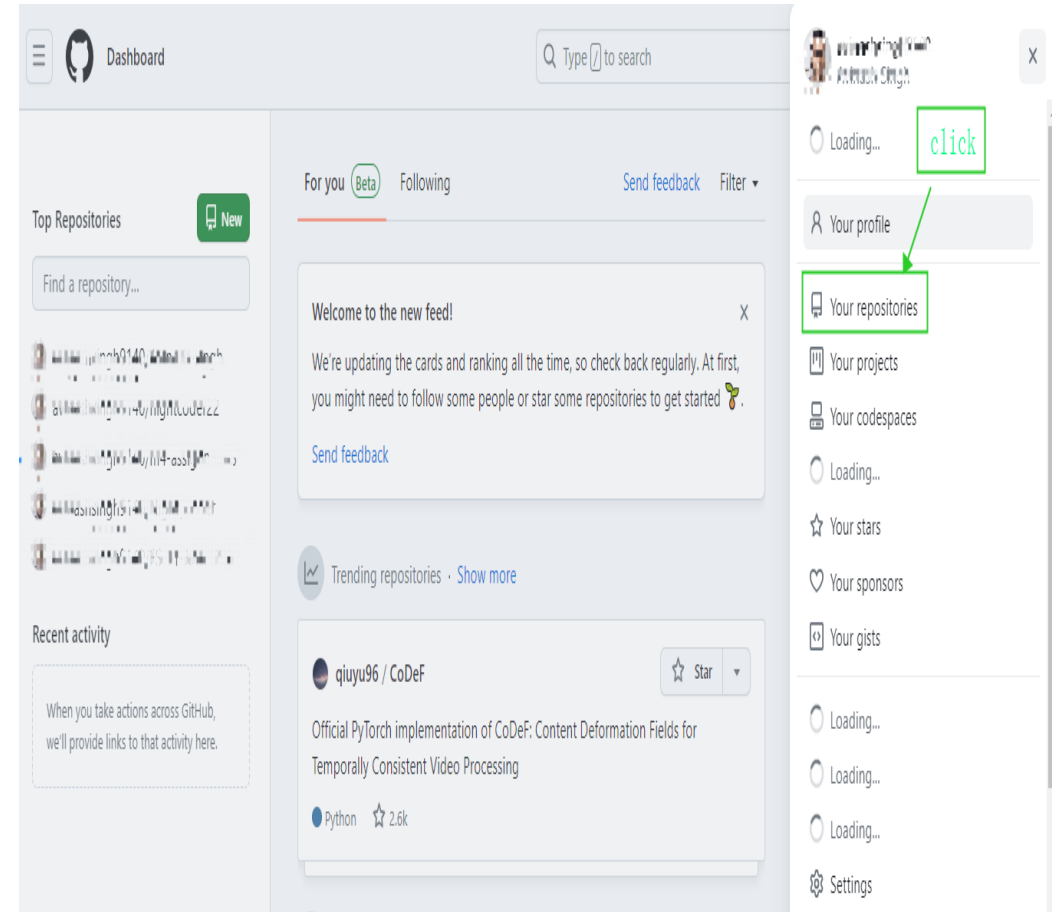 Dashboard
Type / to search
Top Repositories
New
Find a repository...
Recent activity
When you take actions across GitHub,
we'll provide links to that activity here.
For you Beta Following
Send feedback Filter
Welcome to the new feed!
We're updating the cards and ranking all the time, so check back regularly. At first,
you might need to follow some people or star some repositories to get started
Send feedback
Trending repositories · Show more
qiuyu96 / CoDeF
Star
Official PyTorch implementation of CoDeF: Content Deformation Fields for
Temporally Consistent Video Processing
Python 2.6k
Loading...
click
Your profile
Your repositories
Your projects
Your codespaces
Loading...
Your stars
Your sponsors
Your gists
Loading...
Loading...
Loading...
Settings